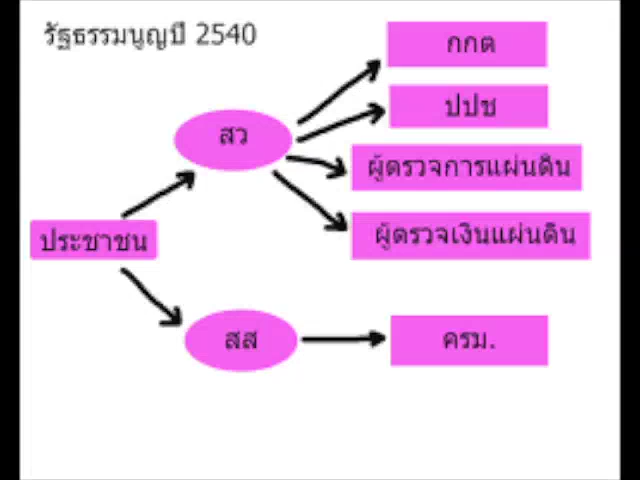 รัฐธรรมนูญปี 2540
กกต
ปปช
สว
ผู้ตรวจการแผ่นดิน
ประชาชน
ผู้ตรวจเงินแผ่นดิน
สส
ครม.